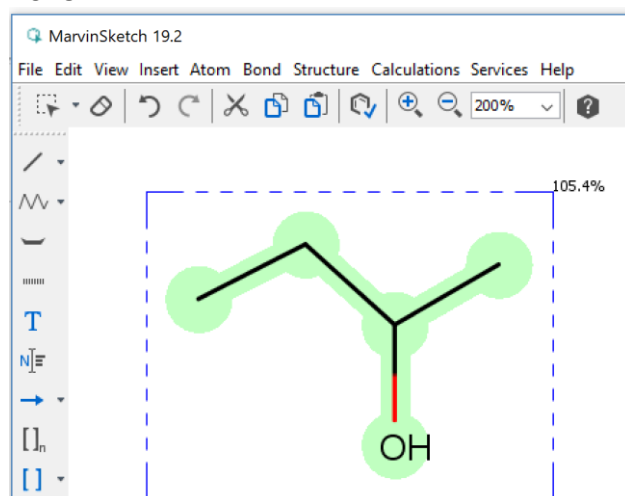 MarvinSketch 19.2
File Edit View Insert Atom Bond Structure Calculations Services Help
200%
?
105.4%
T
N
[ ]n
[ ]
OH